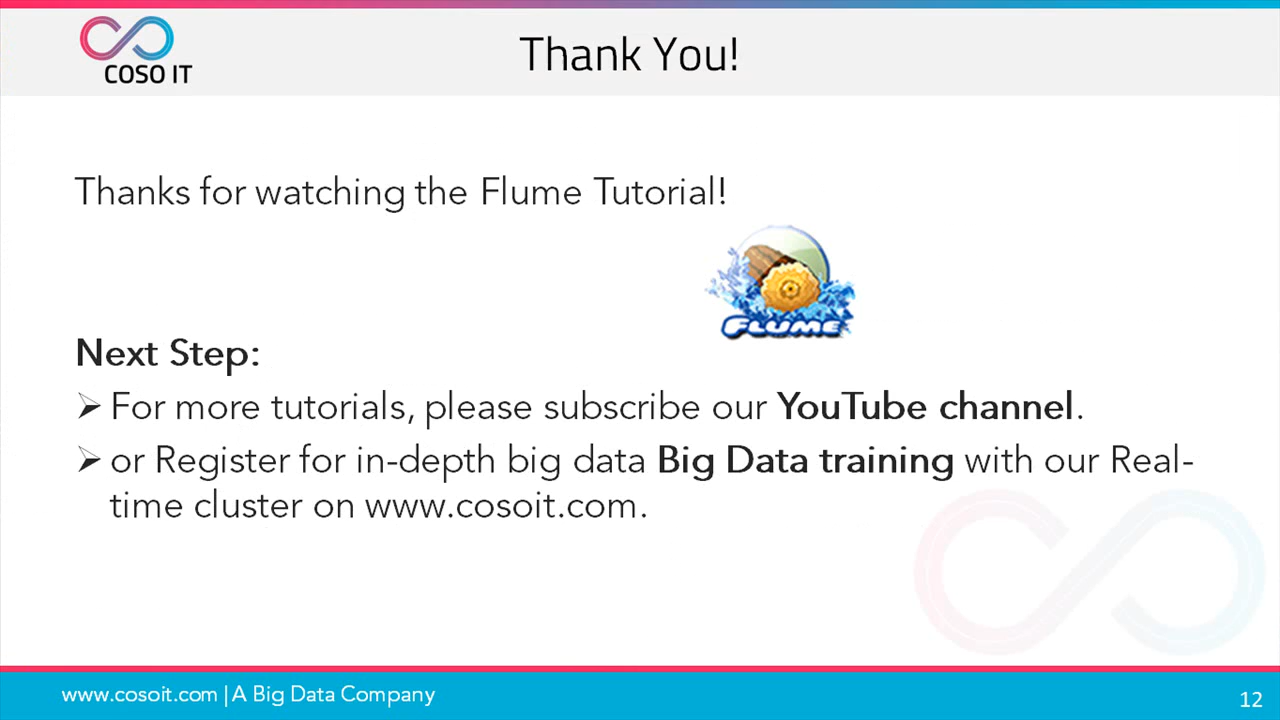 COSO IT
Thank You!
Thanks for watching the Flume Tutorial!
FLUME
Next Step:
➢ For more tutorials, please subscribe our YouTube channel.
➢ or Register for in-depth big data Big Data training with our Real-
time cluster on www.cosoit.com.
www.cosoit.com | A Big Data Company
12